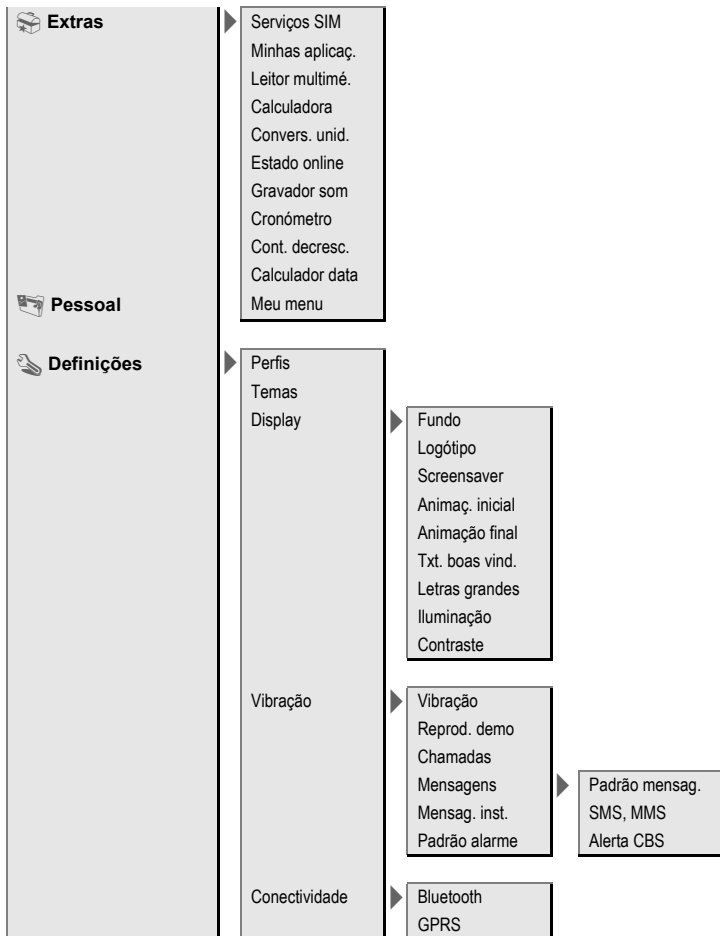 Extras
Serviços SIM
Minhas aplicaç.
Leitor multimé.
Calculadora
Convers. unid.
Estado online
Gravador som
Cronómetro
Cont. decresc.
Calculador data
Pessoal
Meu menu
Definições
Perfis
Temas
Display
Fundo
Logótipo
Screensaver
Animaç. inicial
Animação final
Txt. boas vind.
Letras grandes
Iluminação
Contraste
Vibração
Vibração
Reprod. demo
Chamadas
Mensagens
Padrão mensag.
Mensag. inst.
SMS, MMS
Padrão alarme
Alerta CBS
Conectividade
Bluetooth
GPRS